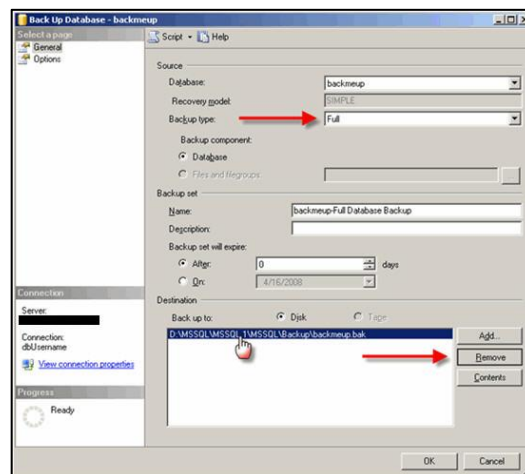 Back Up Database - backmeup
Select a page
General
Options
Script
Help
Source
Database:
backmeup
Recovery model:
SIMPLE
Backup type:
Full
Backup component:
Database
Files and filegroups:
...
Backup set
Name:
backmeup-Full Database Backup
Description:
Backup set will expire:
After:
0
days
On:
4/16/2008
Destination
Back up to:
Disk
Tape
D:\MSSQL\MSSQL.1\MSSQL\Backup\backmeup.bak
Add...
Remove
Contents
Connection
Server:
Connection:
dbUsername
View connection properties
Progress
Ready
OK
Cancel